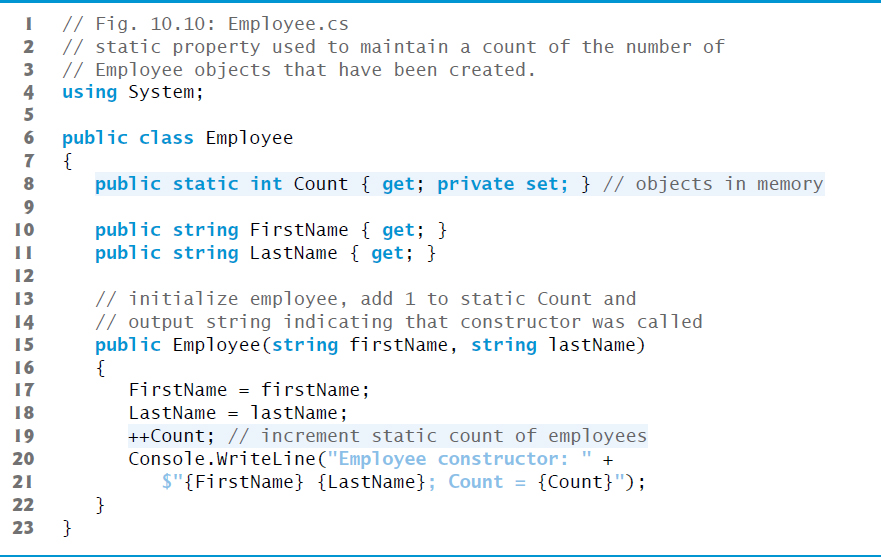 1 // Fig. 10.10: Employee.cs
2 // static property used to maintain a count of the number of
3 // Employee objects that have been created.
4 using System;
5
6 public class Employee
7 {
8 public static int Count { get; private set; } // objects in memory
9
10 public string FirstName { get; }
11 public string LastName { get; }
12
13 // initialize employee, add 1 to static Count and
14 // output string indicating that constructor was called
15 public Employee(string firstName, string lastName)
16 {
17 FirstName = firstName;
18 LastName = lastName;
19 ++Count; // increment static count of employees
20 Console.WriteLine("Employee constructor: " +
21 $"{FirstName} {LastName}; Count = {Count}");
22 }
23 }